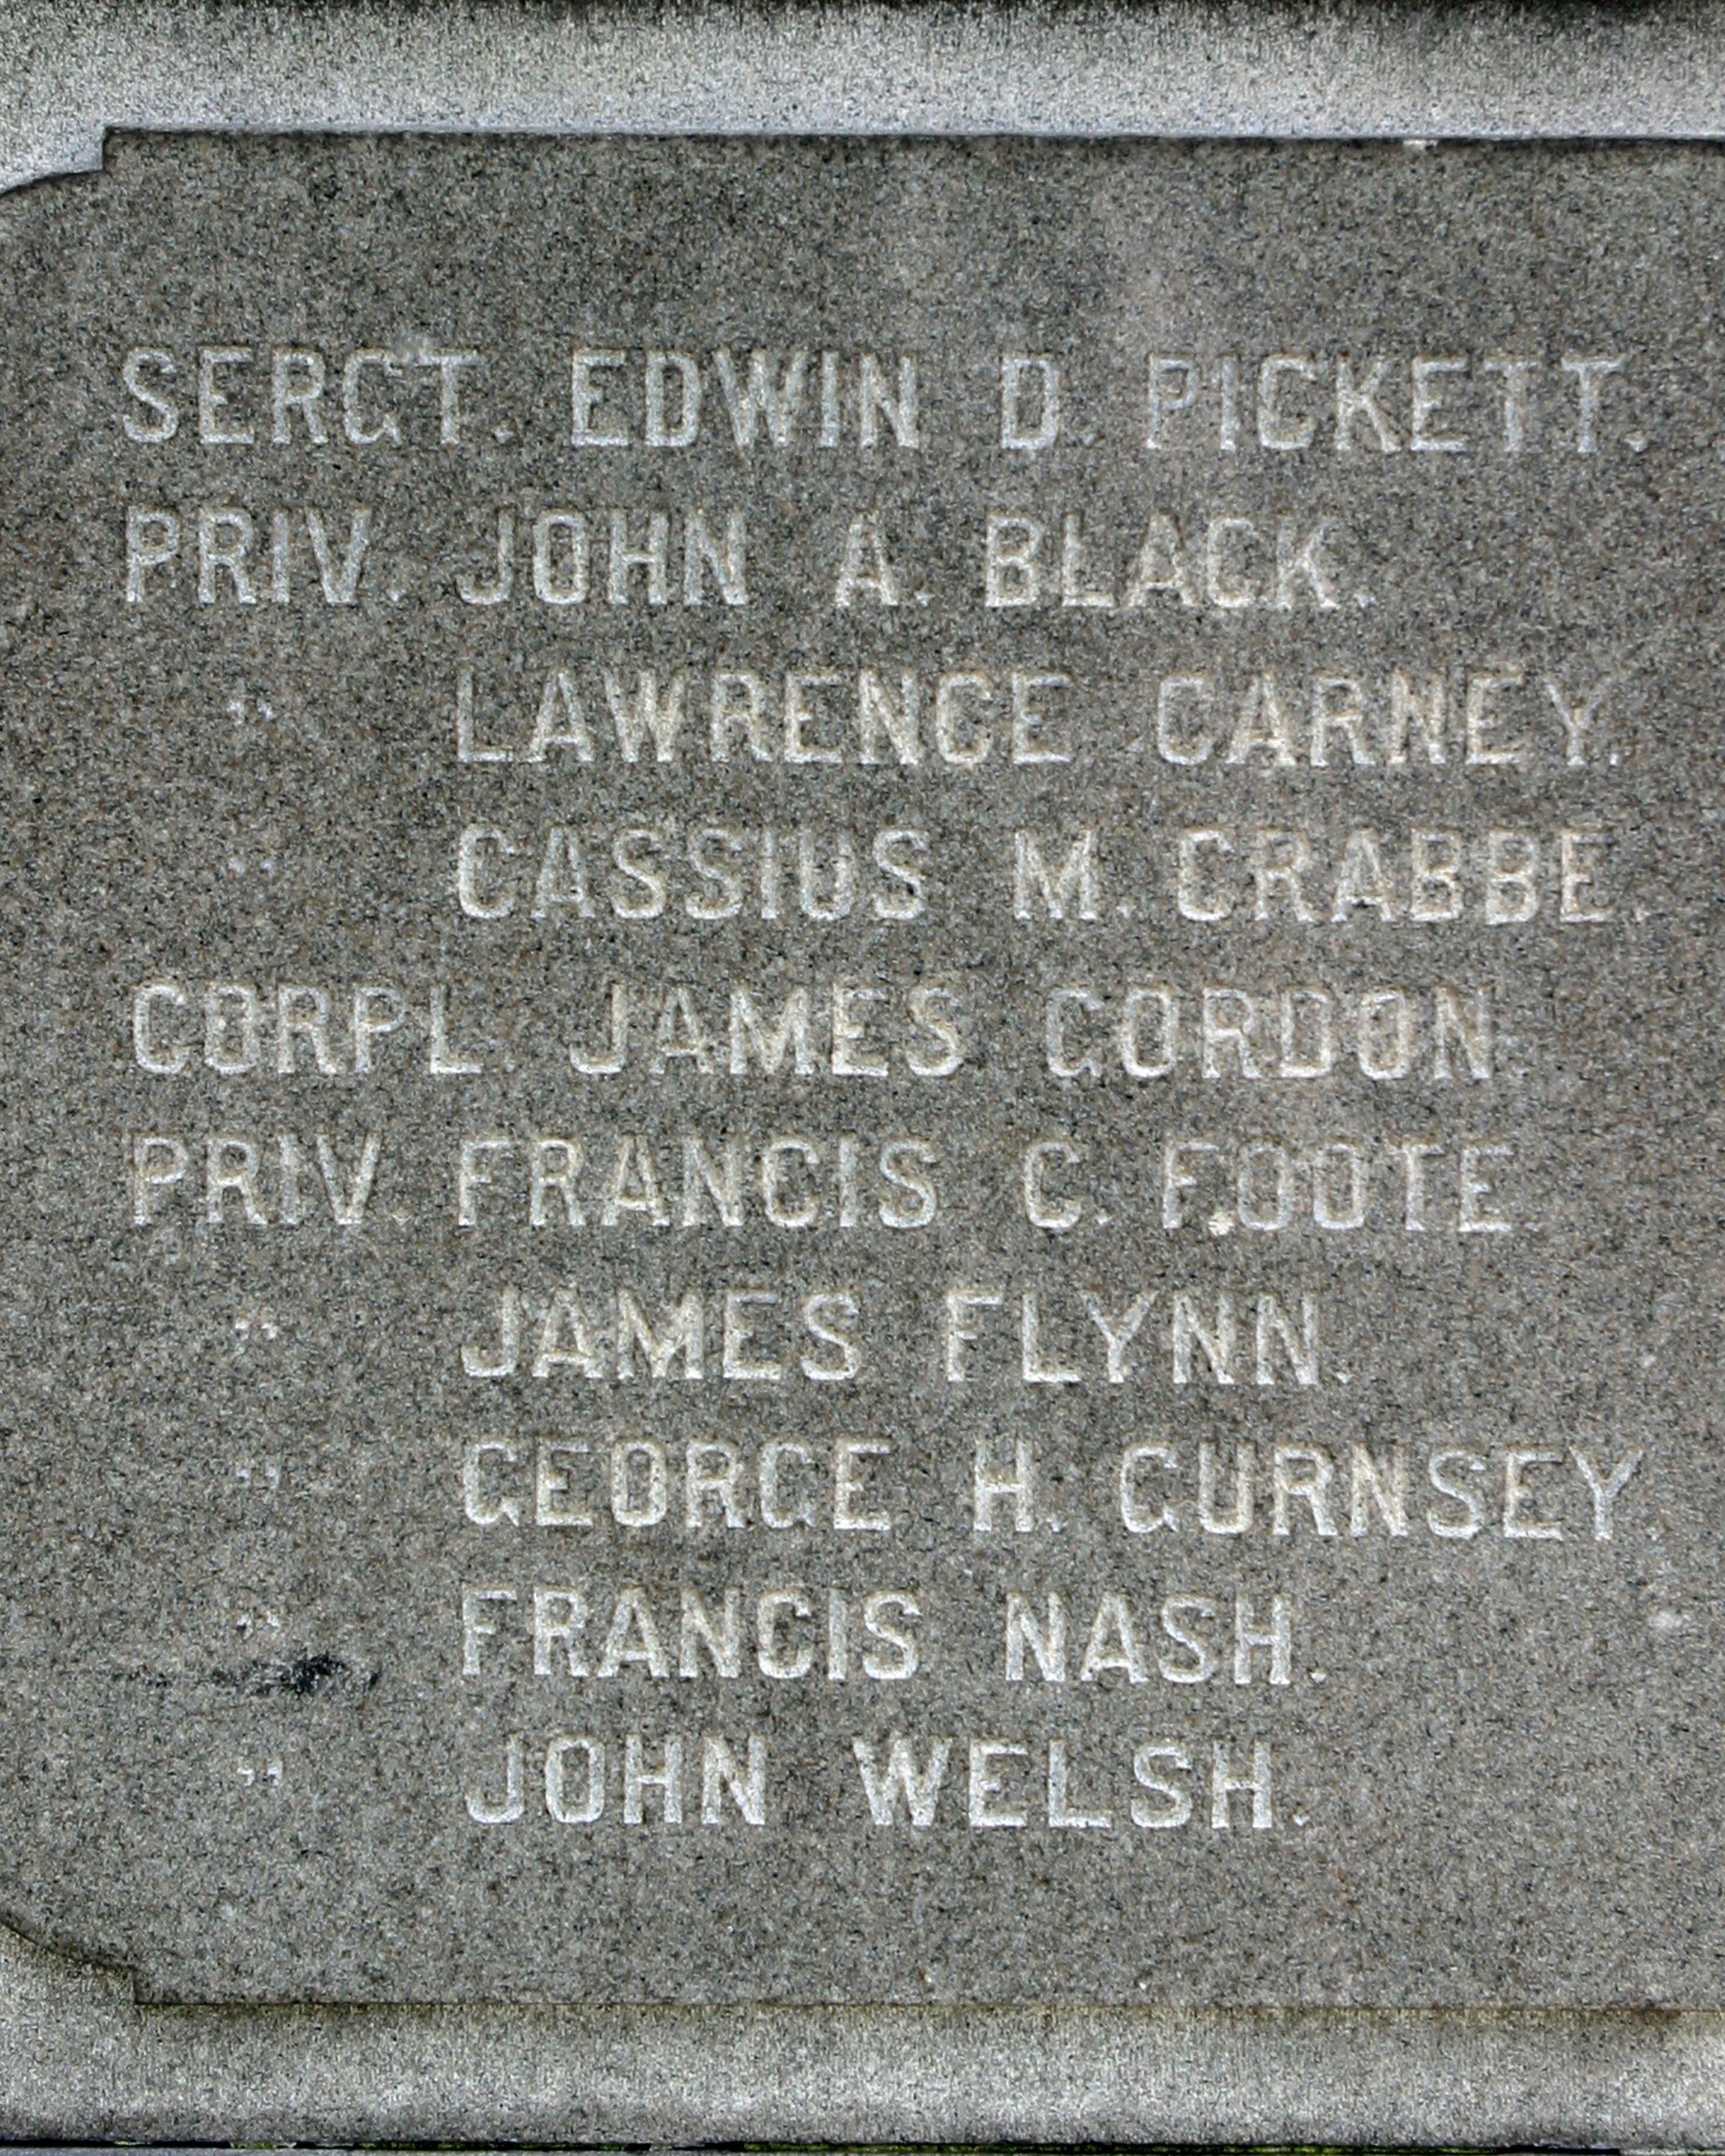 SERGT. EDWIN D. PICKETT.
PRIV. JOHN A. BLACK.
" LAWRENCE CARNEY.
" CASSIUS M. CRABBE.
CORPL. JAMES GORDON
PRIV. FRANCIS C. FOOTE.
" JAMES FLYNN.
" GEORGE H. GURNSEY.
" FRANCIS NASH.
" JOHN WELSH.